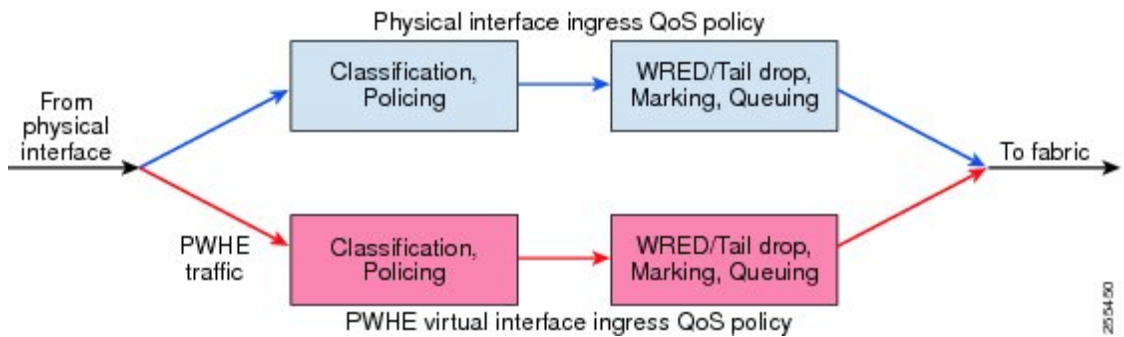 Physical interface ingress QoS policy
Classification,
Policing
WRED/Tail drop,
Marking, Queuing
From
physical
interface
To fabric
PWHE
traffic
Classification,
Policing
WRED/Tail drop,
Marking, Queuing
PWHE virtual interface ingress QoS policy
255450